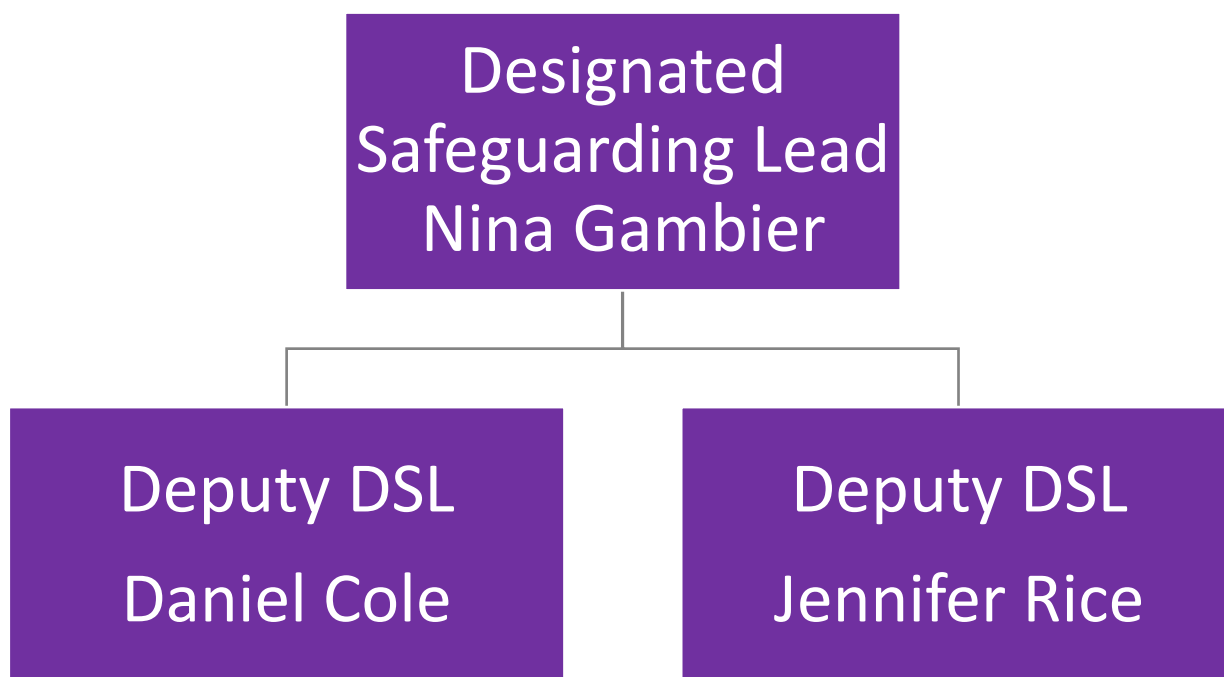 Designated
Safeguarding Lead
Nina Gambier
Deputy DSL
Daniel Cole
Deputy DSL
Jennifer Rice